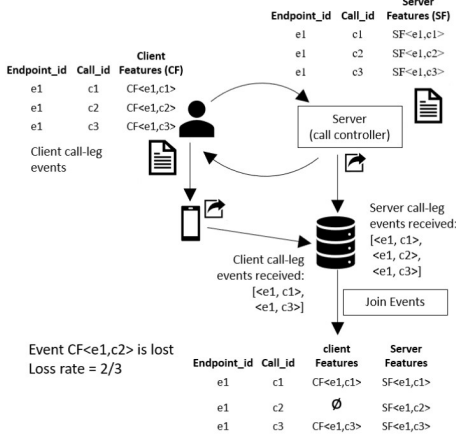 Server
Endpoint_id Call_id Features (SF)
e1 c1 SF<e1,c1>
e1 c2 SF<e1,c2>
e1 c3 SF<e1,c3>
Client
Endpoint_id Call_id Features (CF)
e1 c1 CF<e1,c1>
e1 c2 CF<e1,c2>
e1 c3 CF<e1,c3>
Client call-leg
events
Server
(call controller)
Server call-leg
events received:
[<e1, c1>,
<e1, c2>,
<e1, c3>]
Client call-leg
events received:
[<e1, c1>,
<e1, c3>]
Join Events
Event CF<e1,c2> is lost
Loss rate = 2/3
client Server
Endpoint_id Call_id Features Features
e1 c1 CF<e1,c1> SF<e1,c1>
e1 c2 Ø SF<e1,c2>
e1 c3 CF<e1,c3> SF<e1,c3>